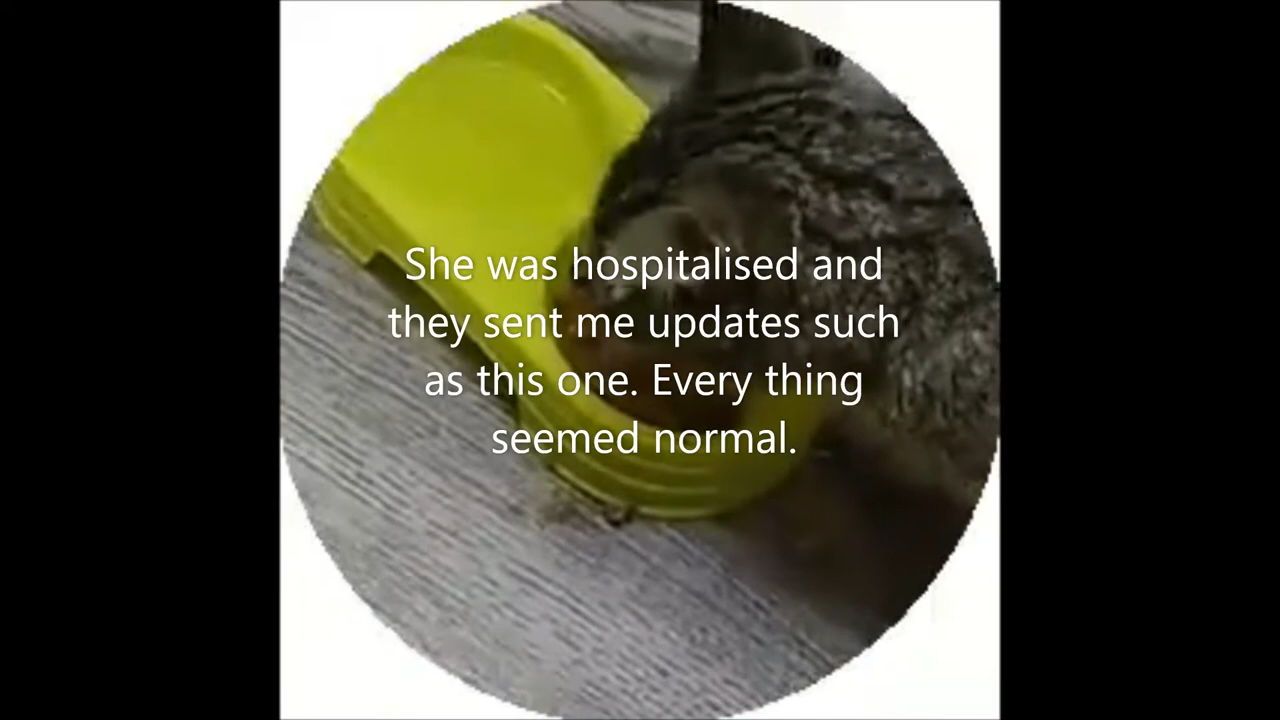 She was hospitalised and
they sent me updates such
as this one. Every thing
seemed normal.